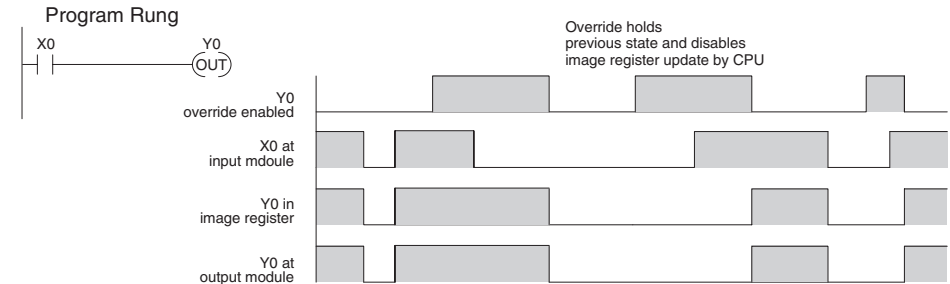 Program Rung
X0
Y0
OUT
Override holds
previous state and disables
image register update by CPU
Y0
override enabled
X0 at
input mdoule
Y0 in
image register
Y0 at
output module